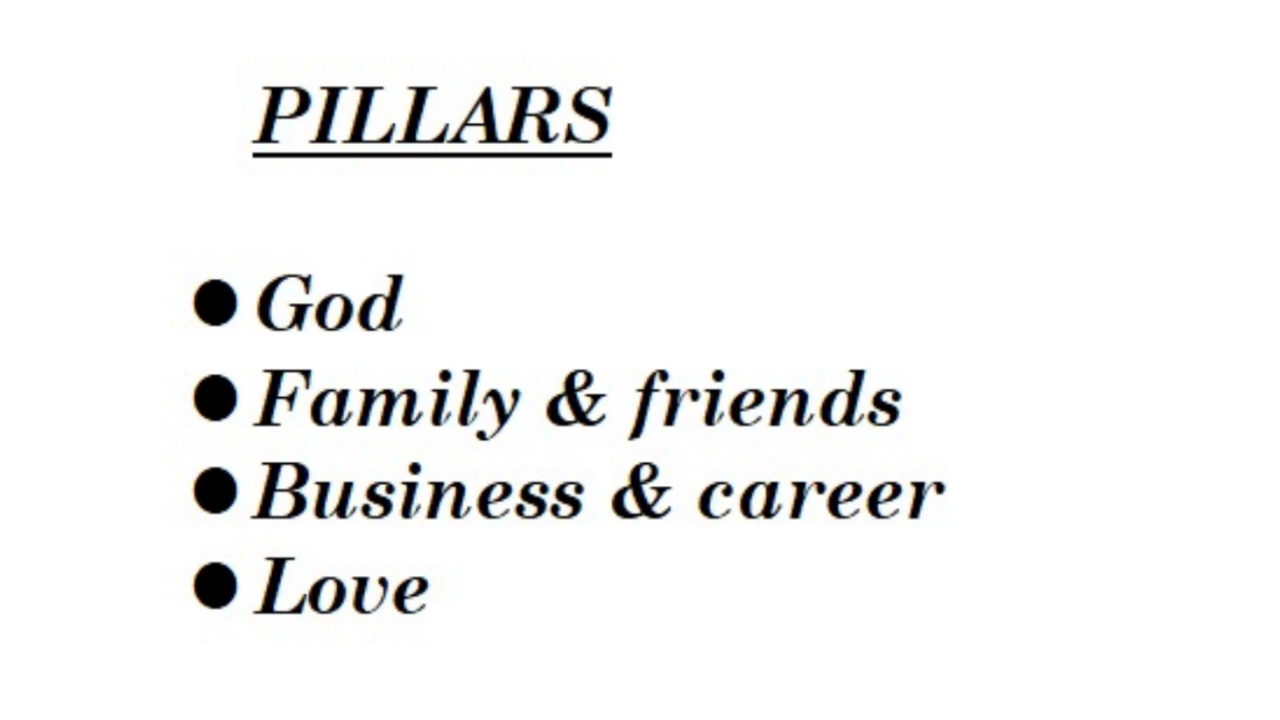 PILLARS
● God
● Family & friends
● Business & career
● Love